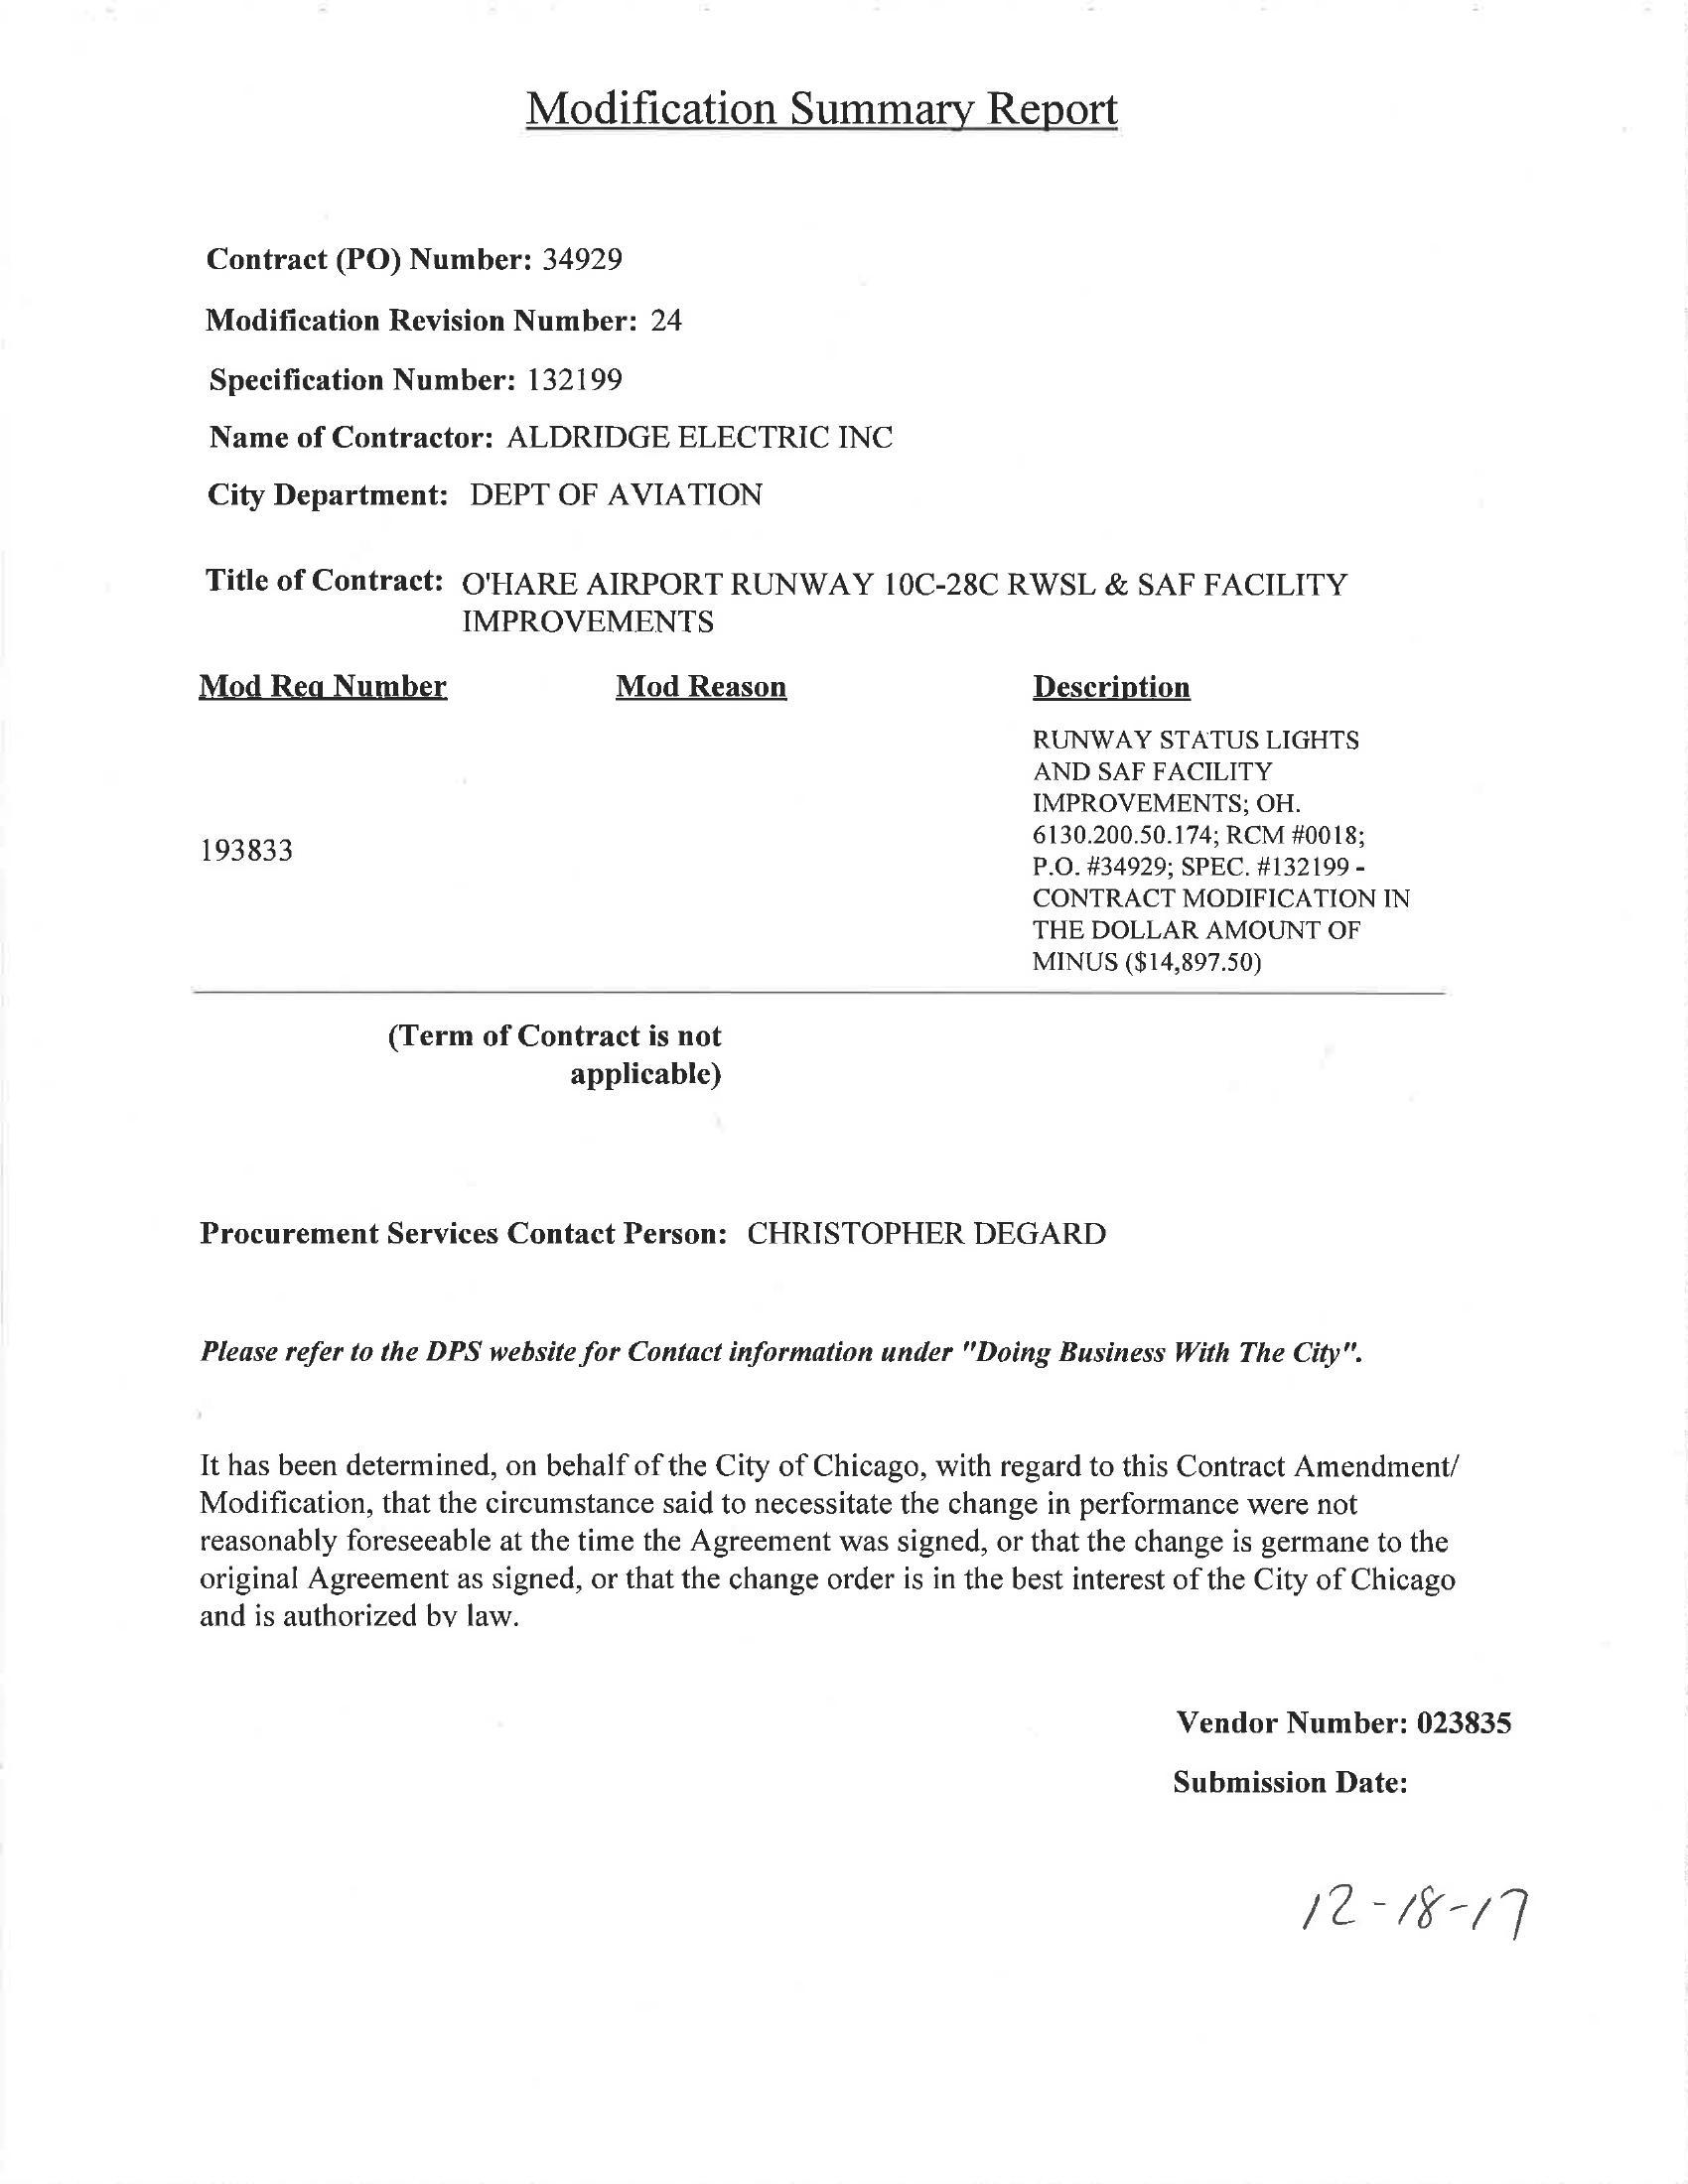 Modification Summary Report
Contract (PO) Number: 34929
Modification Revision Number: 24
Specification Number: 132199
Name of Contractor: ALDRIDGE ELECTRIC INC
City Department: DEPT OF AVIATION
Title of Contract: O'HARE AIRPORT RUNWAY 10C-28C RWSL & SAF FACILITY
IMPROVEMENTS
Mod Req Number Mod Reason Description
RUNWAY STATUS LIGHTS
AND SAF FACILITY
IMPROVEMENTS; OH.
6130.200.50.174; RCM #0018;
193833
P.O. #34929; SPEC. #132199 -
CONTRACT MODIFICATION IN
THE DOLLAR AMOUNT OF
MINUS ($14,897.50)
(Term of Contract is not
applicable)
Procurement Services Contact Person: CHRISTOPHER DEGARD
Please refer to the DPS website for Contact information under "Doing Business With The City".
It has been determined, on behalf of the City of Chicago, with regard to this Contract Amendment/
Modification, that the circumstance said to necessitate the change in performance were not
reasonably foreseeable at the time the Agreement was signed, or that the change is germane to the
original Agreement as signed, or that the change order is in the best interest of the City of Chicago
and is authorized by law.
Vendor Number: 023835
Submission Date:
12-18-17